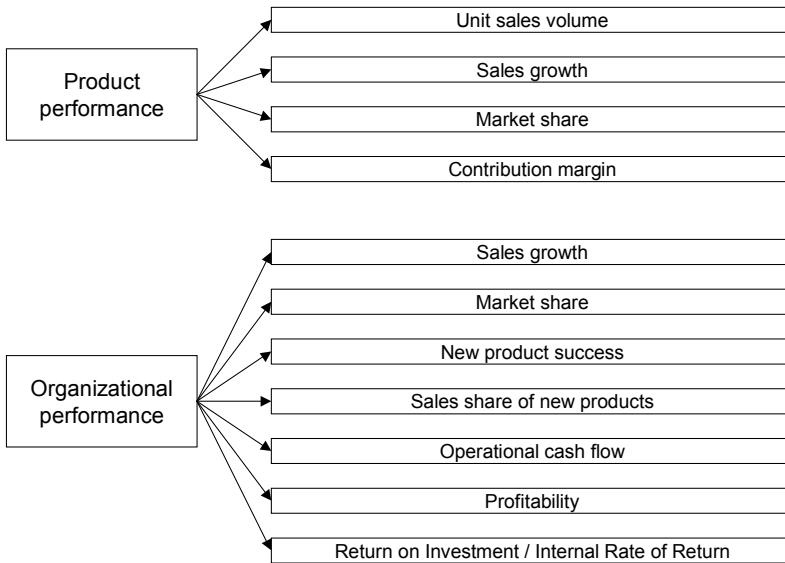 Product
performance
Unit sales volume
Sales growth
Market share
Contribution margin
Organizational
performance
Sales growth
Market share
New product success
Sales share of new products
Operational cash flow
Profitability
Return on Investment / Internal Rate of Return